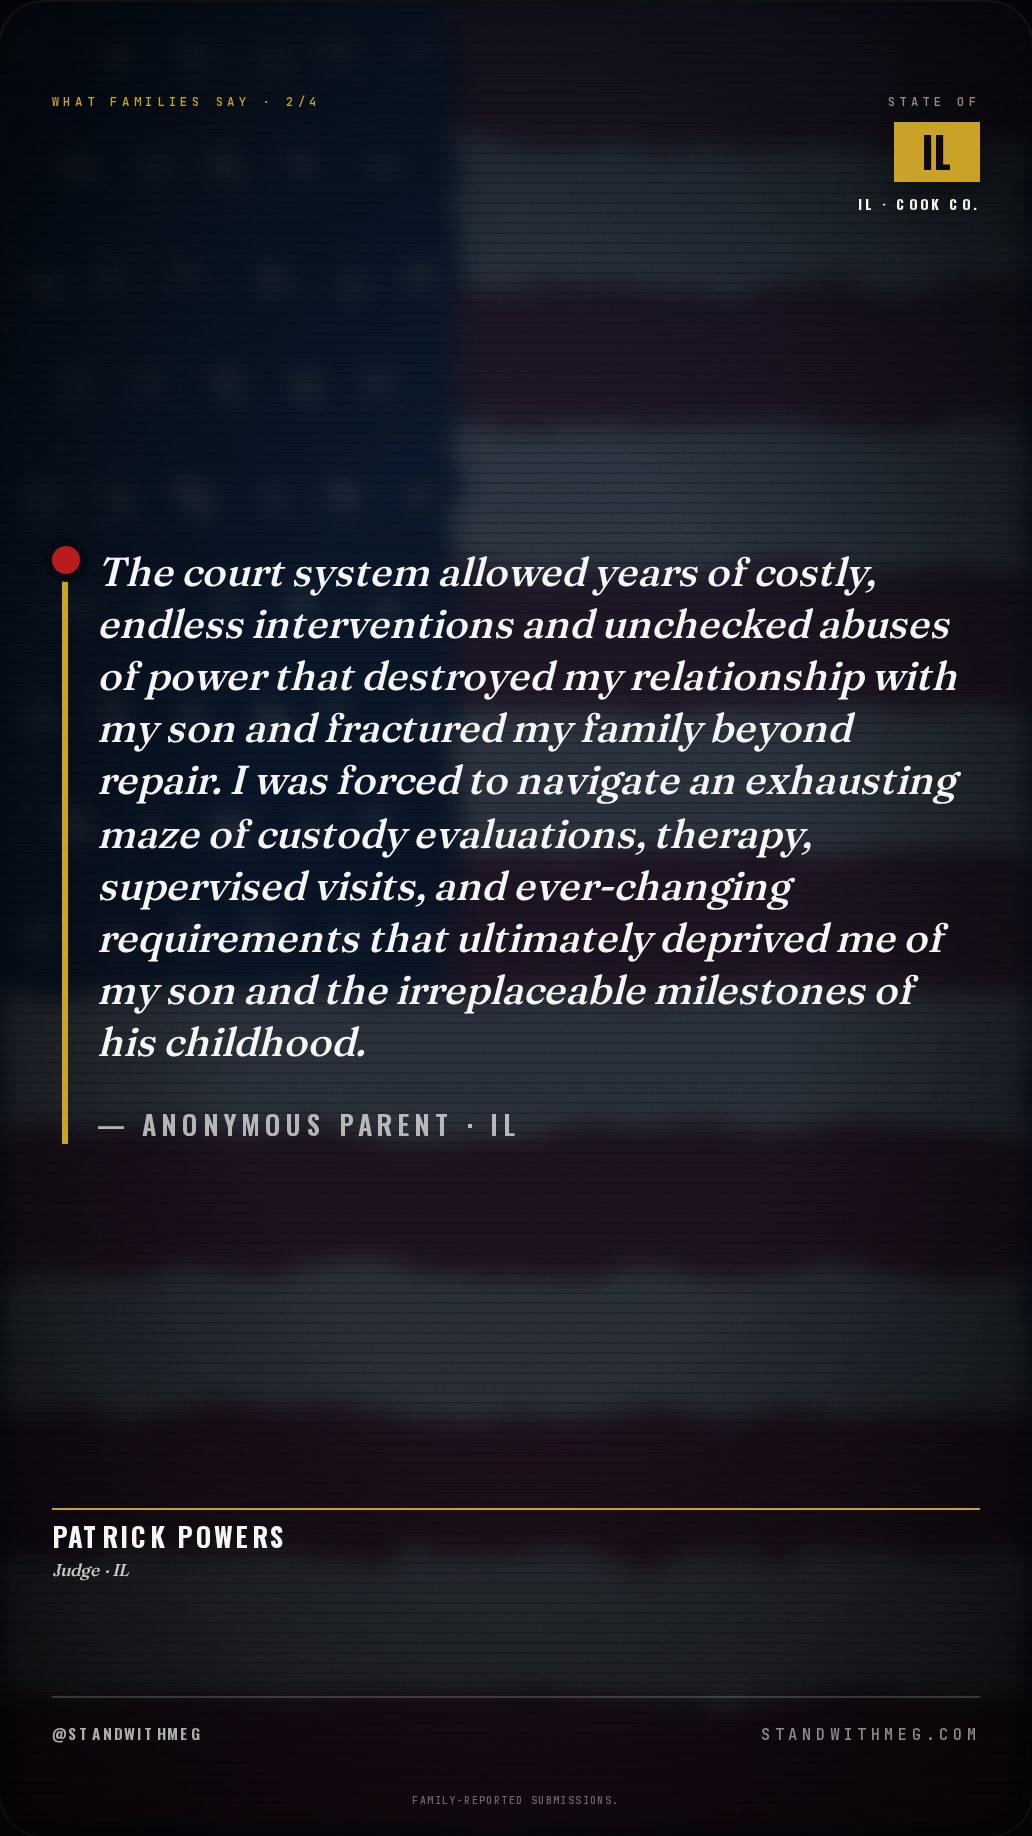 WHAT FAMILIES SAY · 2/4
STATE OF
IL
IL · COOK CO.
The court system allowed years of costly,
endless interventions and unchecked abuses
of power that destroyed my relationship with
my son and fractured my family beyond
repair. I was forced to navigate an exhausting
maze of custody evaluations, therapy,
supervised visits, and ever-changing
requirements that ultimately deprived me of
my son and the irreplaceable milestones of
his childhood.
— ANONYMOUS PARENT · IL
PATRICK POWERS
Judge · IL
@STANDWITHMEG
STANDWITHMEG.COM
FAMILY-REPORTED SUBMISSIONS.